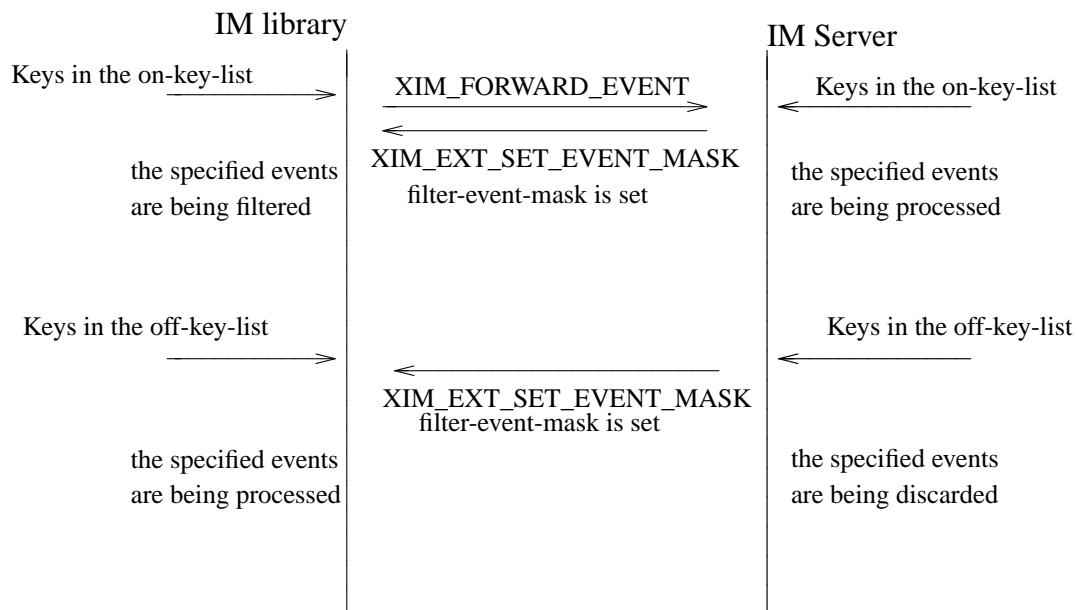 IM library
IM Server
Keys in the on-key-list
XIM_FORWARD_EVENT
Keys in the on-key-list
XIM_EXT_SET_EVENT_MASK
filter-event-mask is set
the specified events
are being filtered
the specified events
are being processed
Keys in the off-key-list
Keys in the off-key-list
XIM_EXT_SET_EVENT_MASK
filter-event-mask is set
the specified events
are being processed
the specified events
are being discarded